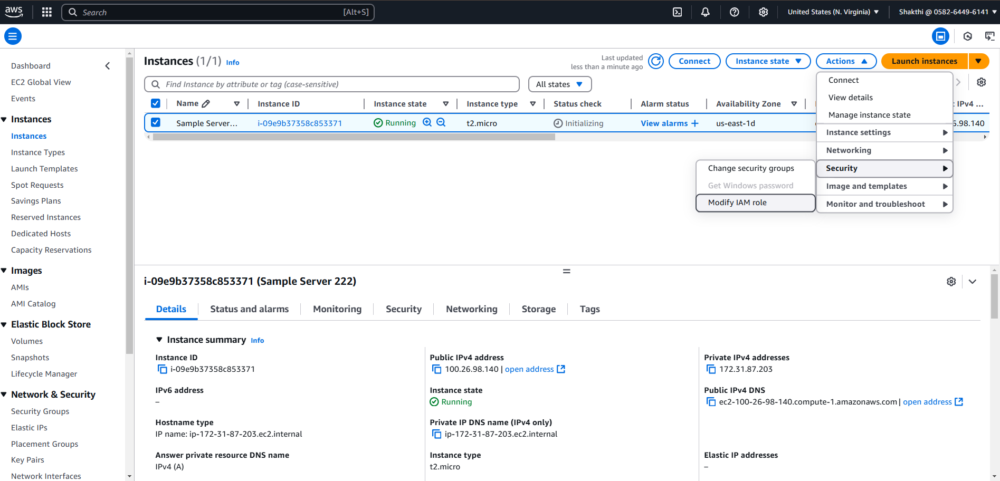 aws
Search [Alt+S]
United States (N. Virginia)
Shakthi @ 0582-6449-6141
Dashboard
EC2 Global View
Events
Instances
Instances
Instance Types
Launch Templates
Spot Requests
Savings Plans
Reserved Instances
Dedicated Hosts
Capacity Reservations
Images
AMIs
AMI Catalog
Elastic Block Store
Volumes
Snapshots
Lifecycle Manager
Network & Security
Security Groups
Elastic IPs
Placement Groups
Key Pairs
Network Interfaces
Instances (1/1) Info
Last updated
less than a minute ago
Connect
Instance state
Actions
Launch instances
Find Instance by attribute or tag (case-sensitive)
All states
Name Instance ID Instance state Instance type Status check Alarm status Availability Zone IPv4 ...
Sample Server... i-09e9b37358c853371 Running t2.micro Initializing View alarms + us-east-1d 6.98.140
Connect
View details
Manage instance state
Instance settings
Networking
Security
Image and templates
Monitor and troubleshoot
Change security groups
Get Windows password
Modify IAM role
i-09e9b37358c853371 (Sample Server 222)
Details Status and alarms Monitoring Security Networking Storage Tags
Instance summary Info
Instance ID
i-09e9b37358c853371
Public IPv4 address
100.26.98.140 | open address
Private IPv4 addresses
172.31.87.203
IPv6 address
–
Instance state
Running
Public IPv4 DNS
ec2-100-26-98-140.compute-1.amazonaws.com | open address
Hostname type
IP name: ip-172-31-87-203.ec2.internal
Private IP DNS name (IPv4 only)
ip-172-31-87-203.ec2.internal
Answer private resource DNS name
IPv4 (A)
Instance type
t2.micro
Elastic IP addresses
–